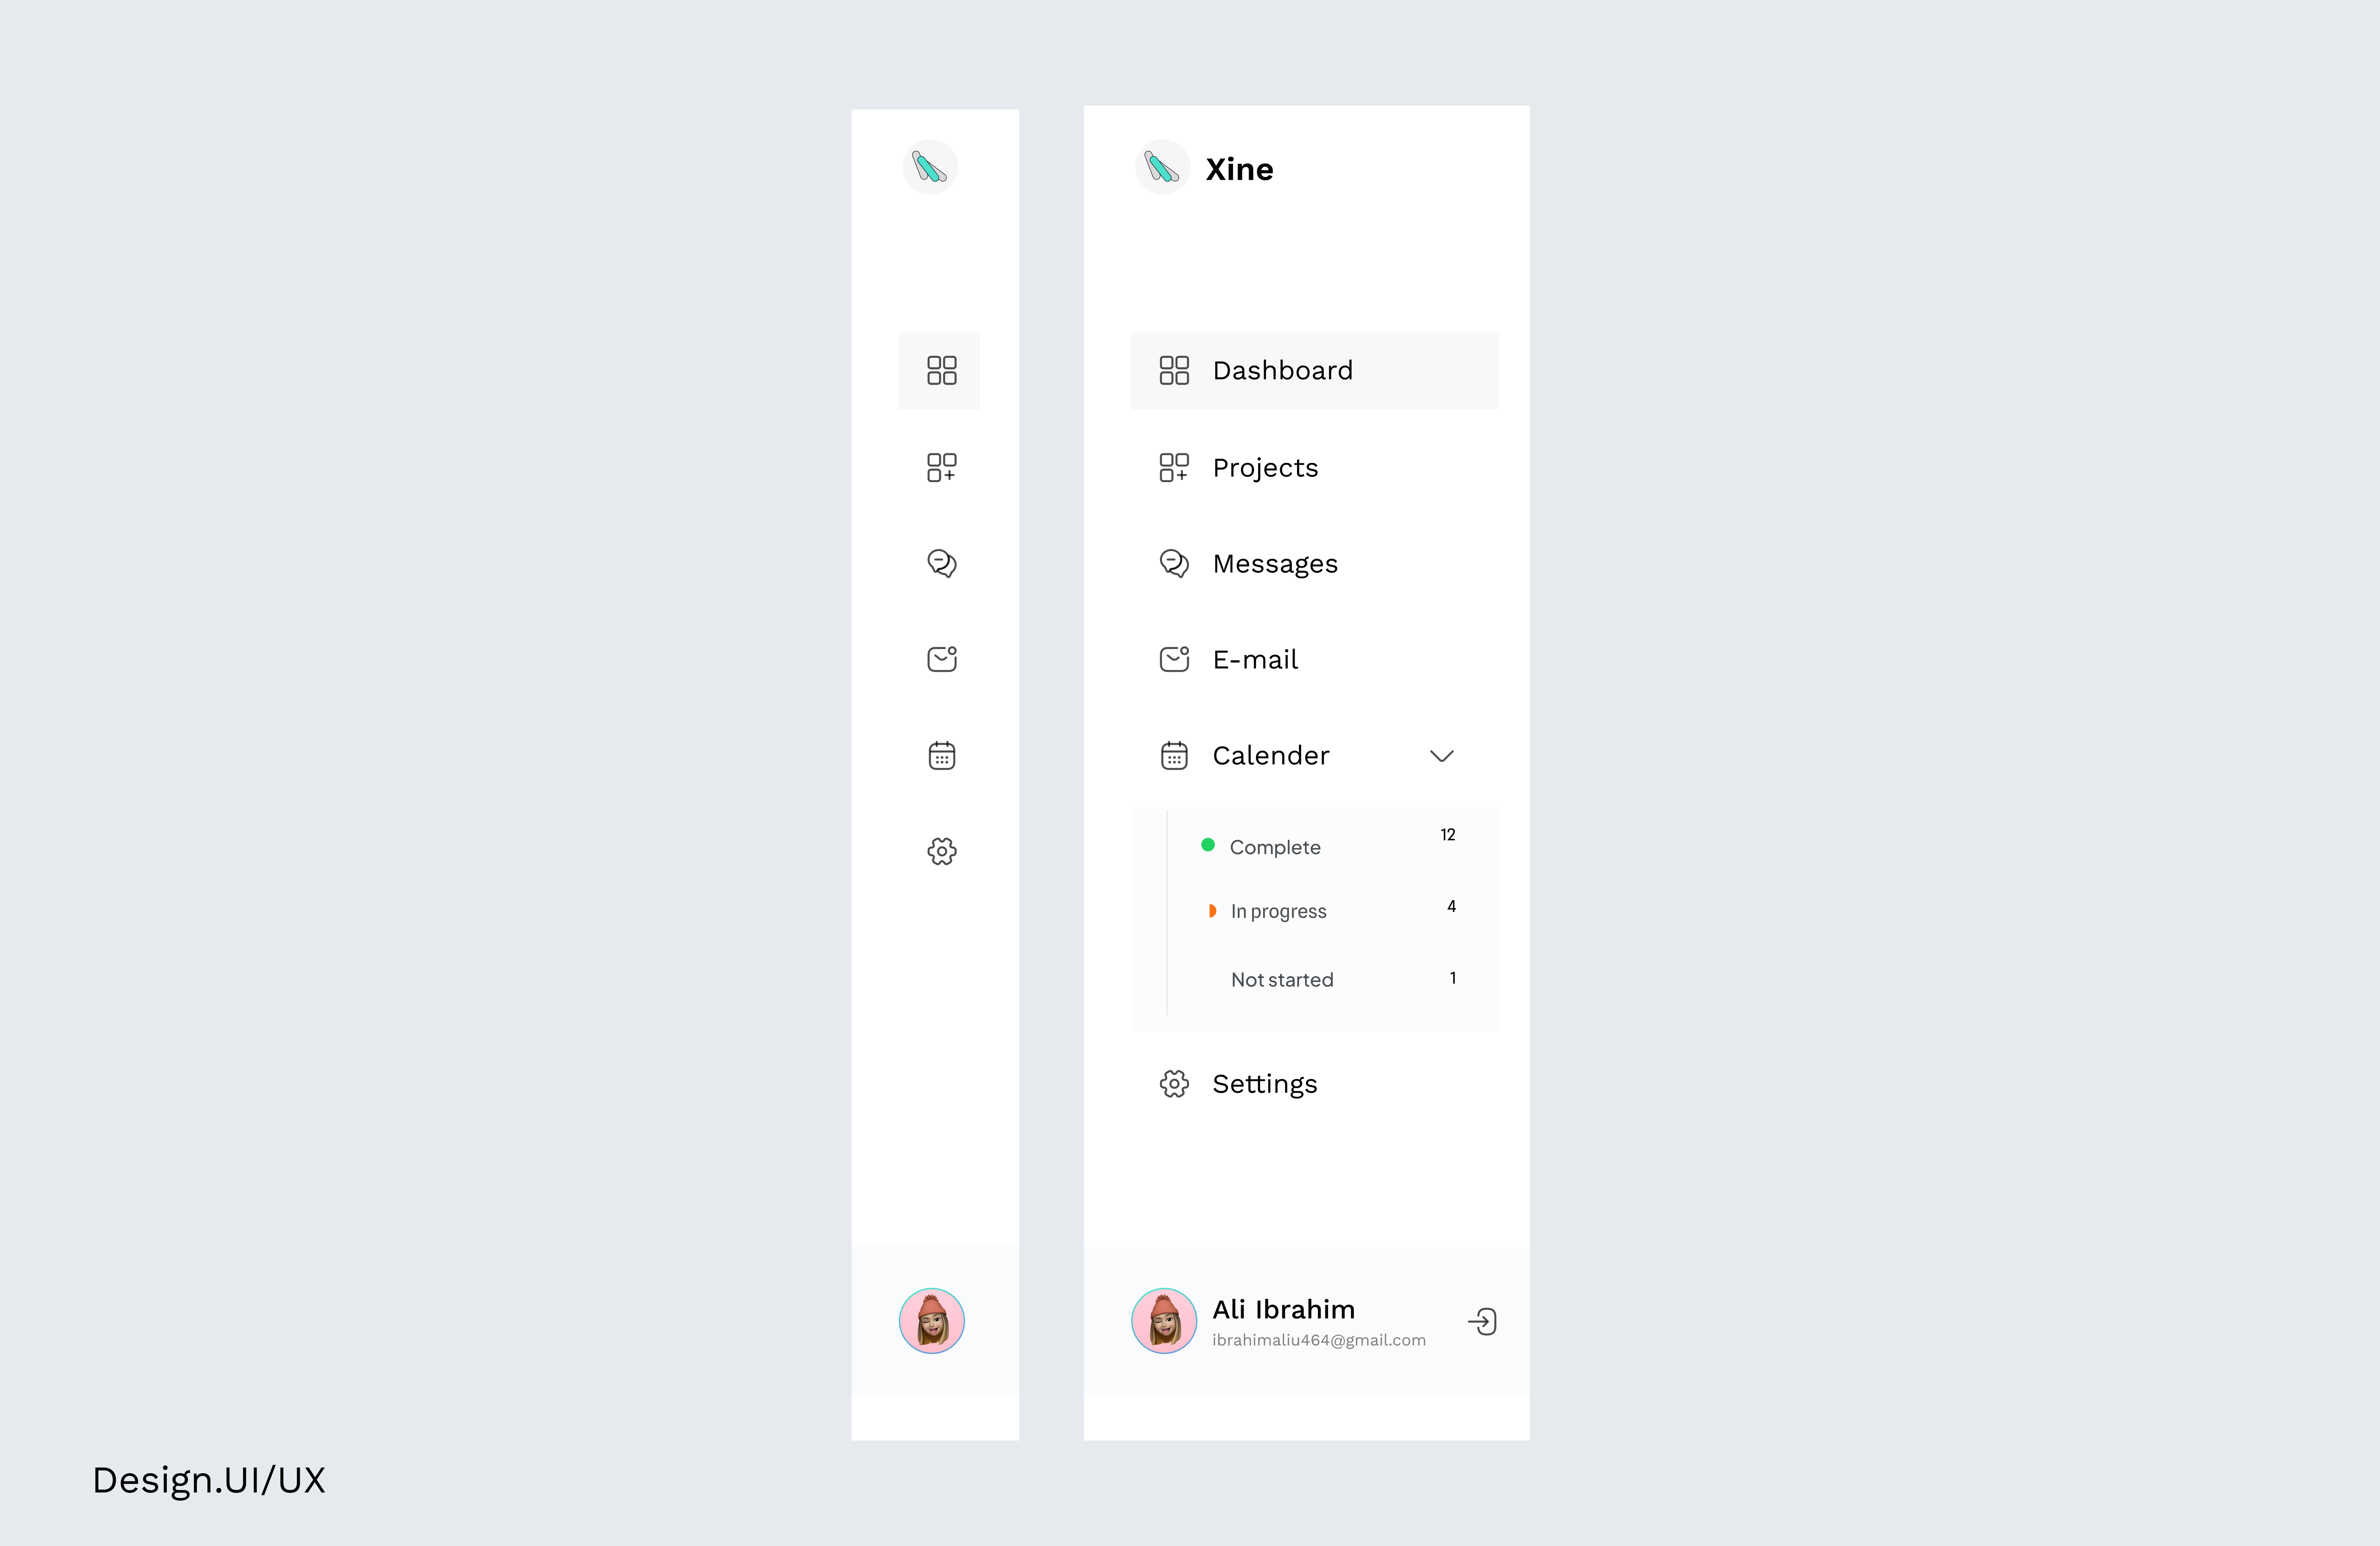 Xine
Dashboard
Projects
Messages
E-mail
Calender
Complete 12
In progress 4
Not started 1
Settings
Ali Ibrahim
ibrahimaliu464@gmail.com
Design.UI/UX